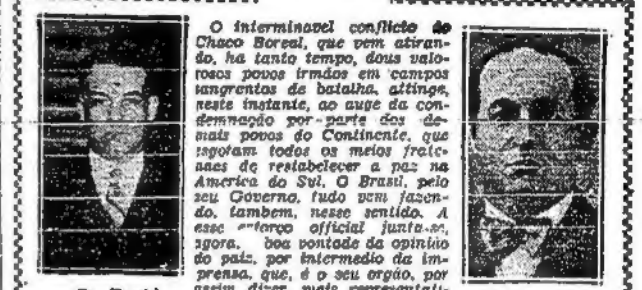 O interminavel conflicto do
Chaco Boreal, que vem atiran-
do, ha tanto tempo, dous valo-
rosos povos irmãos em campos
sangrentos de batalha, attinge,
neste instante, ao auge da con-
demnação por parte dos de-
mais povos do Continente, que
esgotam todos os meios frater-
naes de restabelecer a paz na
America do Sul. O Brasil, pelo
seu Governo, tudo vem fazen-
do, tambem, nesse sentido. A
esse esforço official junta-se,
agora, boa vontade da opinião
do paiz, por intermedio da im-
prensa, que, é o seu orgão, por
assim dizer, mais representati-